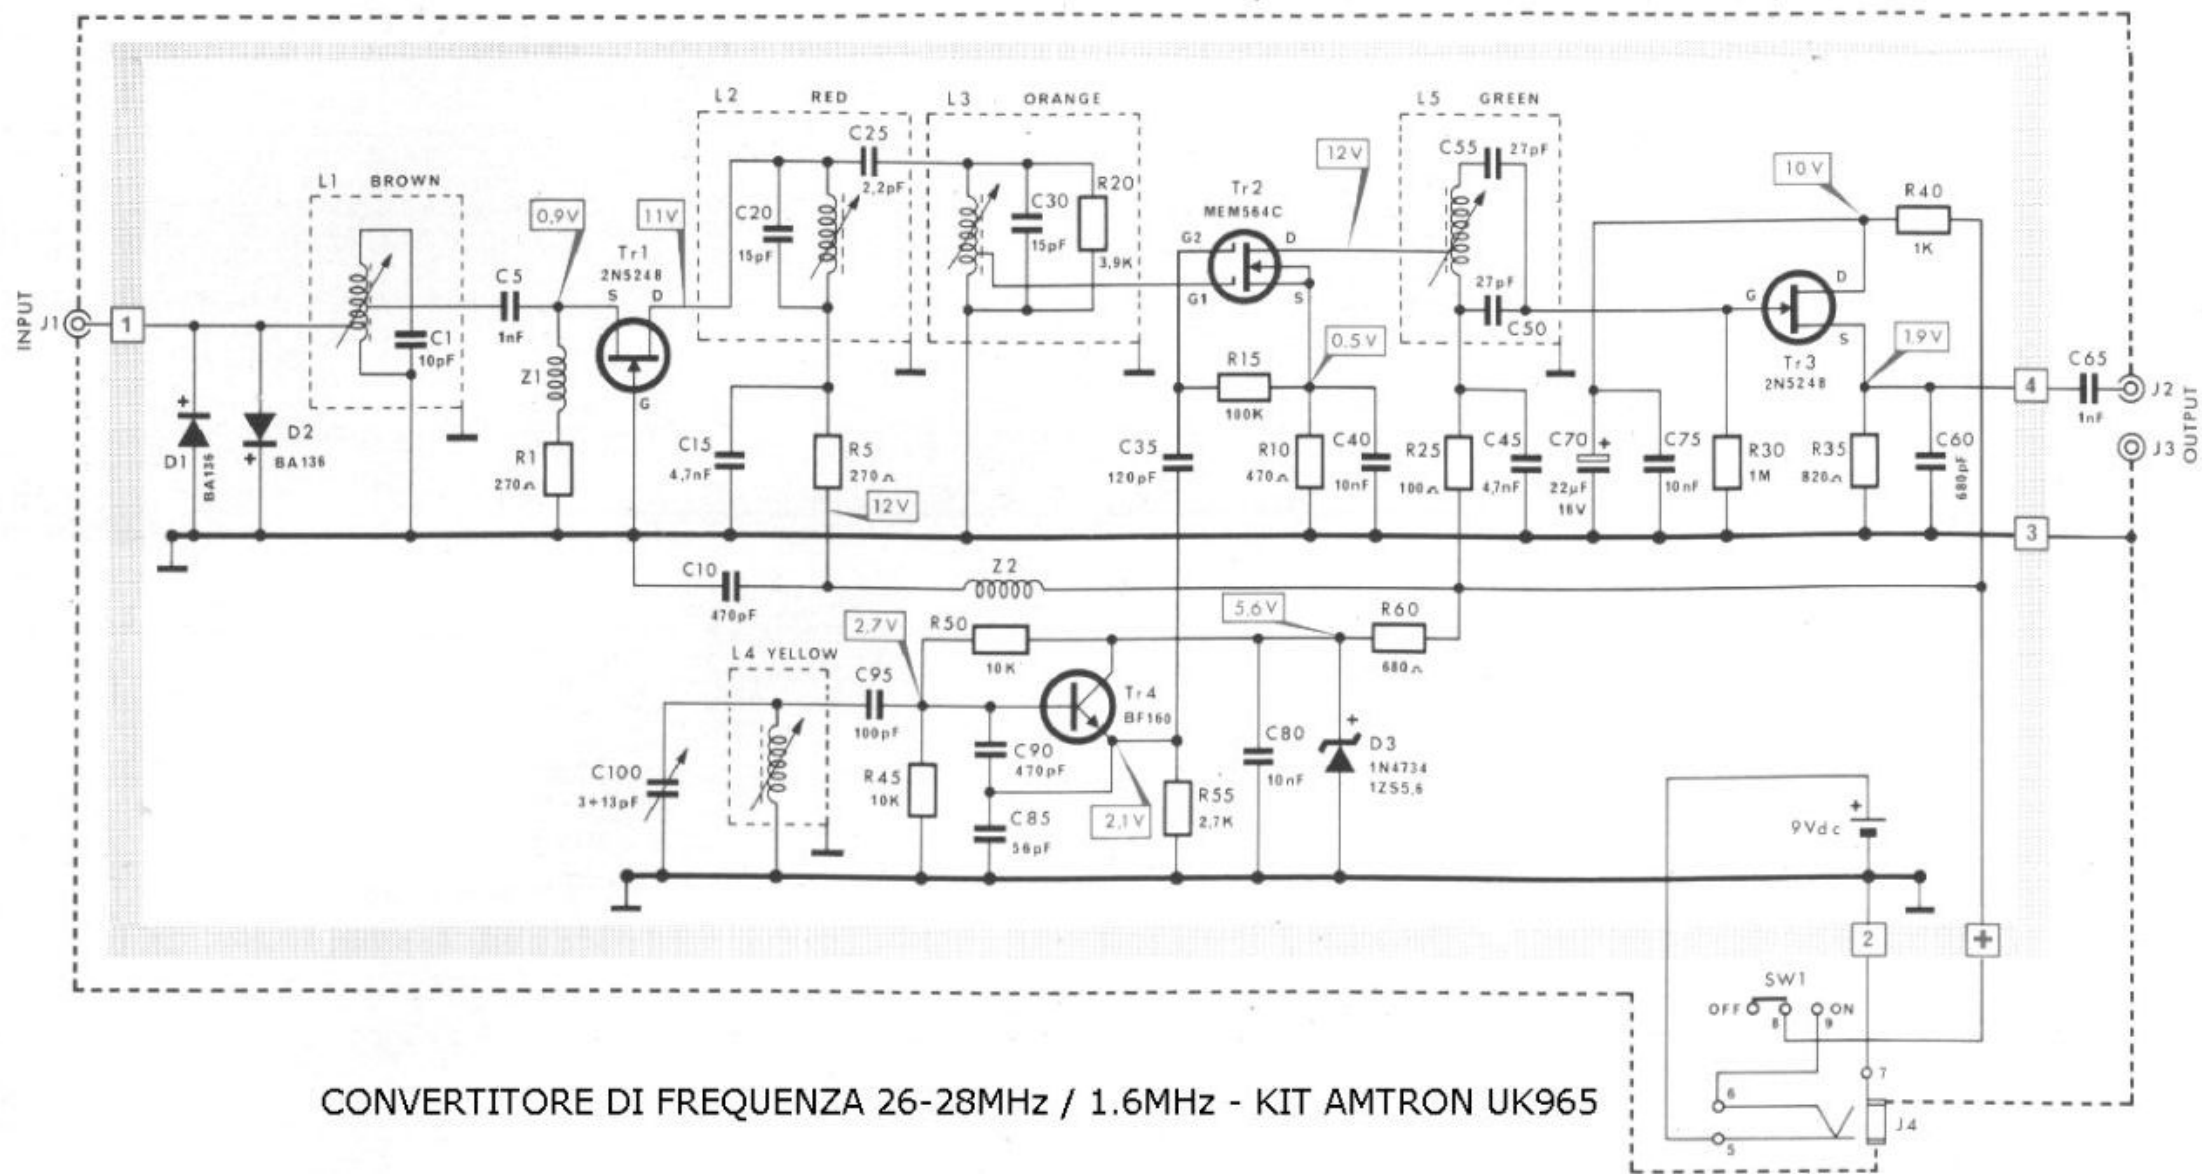 L2 RED
L3 ORANGE
L5 GREEN
C25
2,2pF
C55 27pF
12V
10V
R40
1K
L1 BROWN
C20
15pF
C30
15pF
R20
3,9K
Tr2
MEM564C
G2
D
G1
S
27pF
C50
0,9V
11V
Tr1
2N5248
S D
G
C5
1nF
C1
10pF
INPUT
J1
1
G
D
S
Tr3
2N5248
1.9V
0.5V
R15
100K
Z1
C65
1nF
4
J2
J3
OUTPUT
D1
BA136
D2
BA136
R1
270Ω
C15
4,7nF
R5
270Ω
12V
C35
120pF
R10
470Ω
C40
10nF
R25
100Ω
C45
4,7nF
C70
22µF
16V
C75
10nF
R30
1M
R35
820Ω
C60
680pF
3
C10
470pF
Z2
2,7V
R50
10K
5,6V
R60
680Ω
L4 YELLOW
C95
100pF
Tr4
BF160
C100
3÷13pF
R45
10K
C90
470pF
C85
56pF
2,1V
R55
2,7K
C80
10nF
D3
1N4734
1ZS5,6
9Vdc
2
+
SW1
OFF
ON
8
9
7
6
5
J4
CONVERTITORE DI FREQUENZA 26-28MHz / 1.6MHz - KIT AMTRON UK965